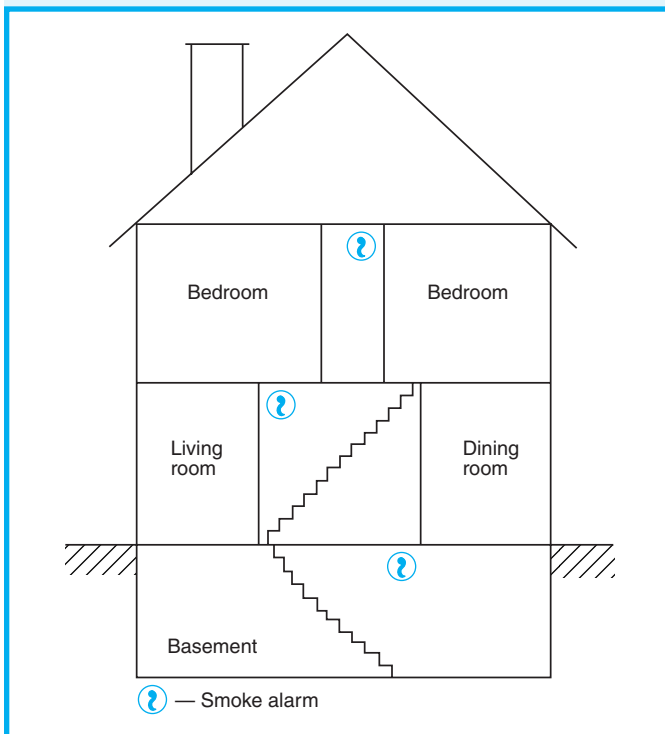 Bedroom
Bedroom
Living
room
Dining
room
Basement
— Smoke alarm